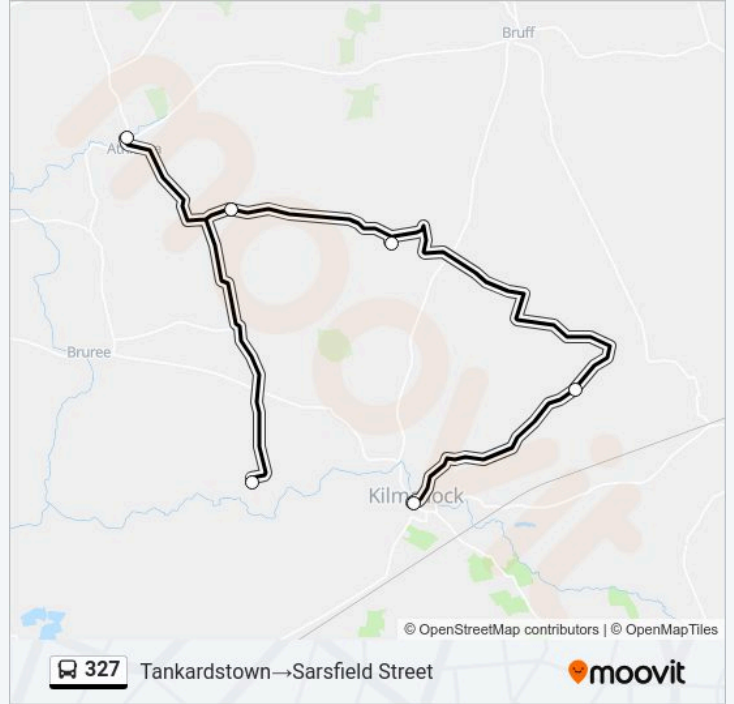 Bruff
Bruree
© OpenStreetMap contributors | © OpenMapTiles
327 Tankardstown→Sarsfield Street moovit